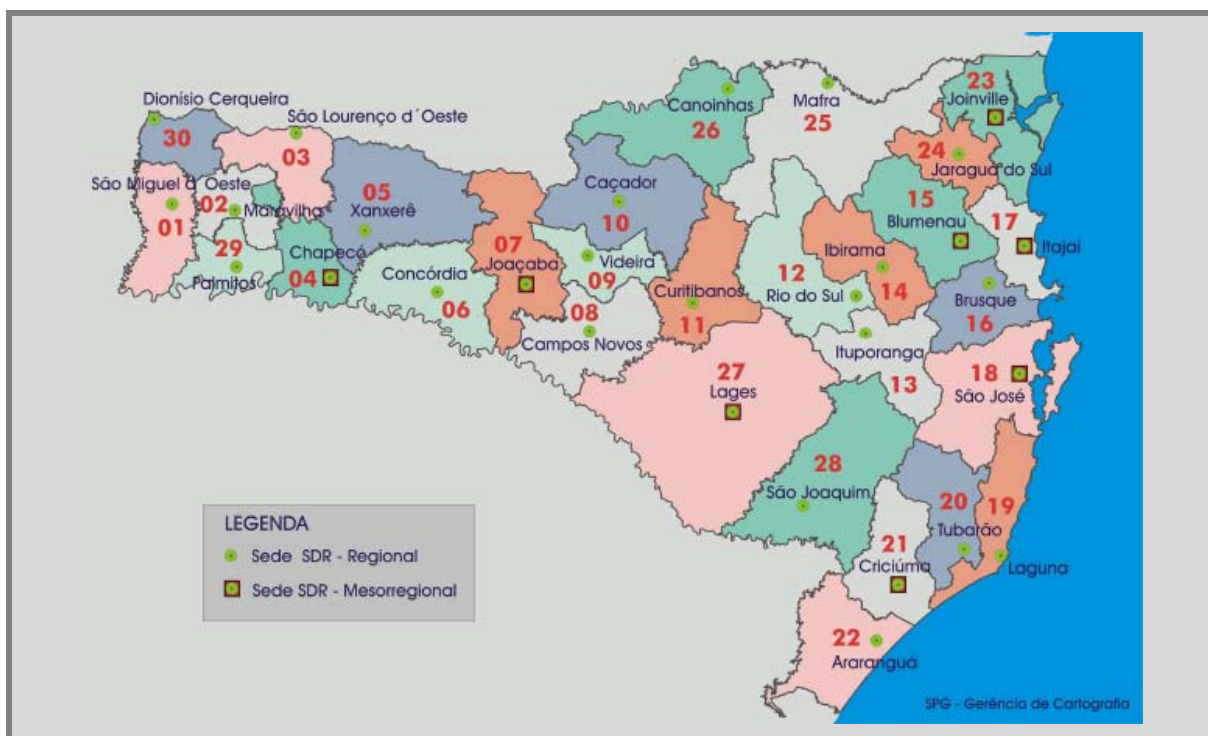 Dionísio Cerqueira
30
São Lourenço d´Oeste
03
São Miguel d´Oeste
01
02
Maravilha
29
Palmitos
Chapecó
04
05
Xanxerê
Concórdia
06
07
Joaçaba
Caçador
10
Videira
09
08
Campos Novos
Canoinhas
26
Mafra
25
23
Joinville
24
Jaraguá do Sul
15
Blumenau
17
Itajaí
Ibirama
14
12
Rio do Sul
Curitibanos
11
Brusque
16
Ituporanga
13
18
São José
27
Lages
28
São Joaquim
20
Tubarão
19
Laguna
21
Criciúma
22
Araranguá
LEGENDA
Sede SDR - Regional
Sede SDR - Mesorregional
SPG - Gerência de Cartografia